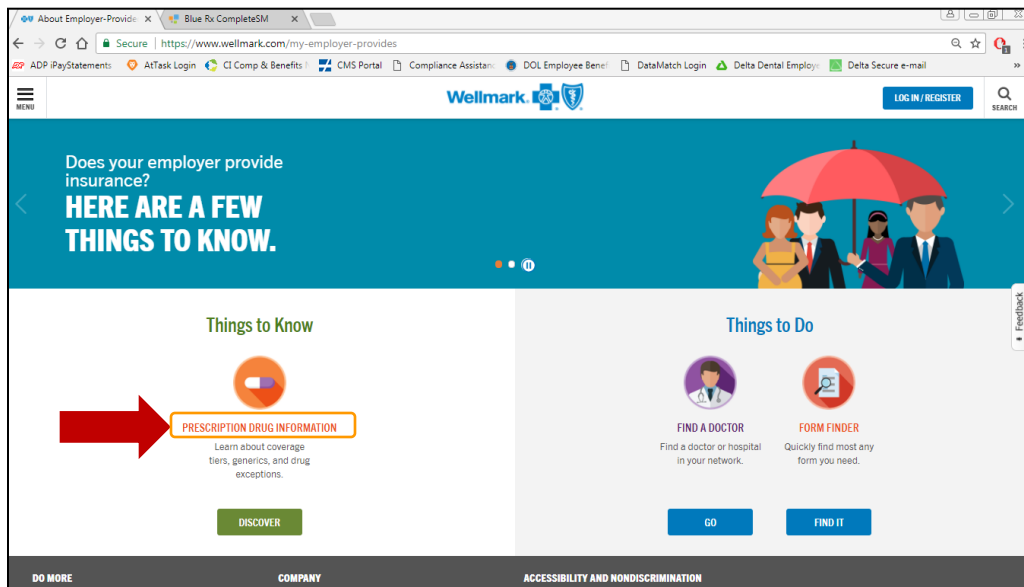 About Employer-Provide
Blue Rx CompleteSM
Secure | https://www.wellmark.com/my-employer-provides
ADP iPayStatements AtTask Login CI Comp & Benefits CMS Portal Compliance Assistanc DOL Employee Benef DataMatch Login Delta Dental Employ Delta Secure e-mail »
MENU
Wellmark.
LOG IN / REGISTER
SEARCH
Does your employer provide
insurance?
HERE ARE A FEW
THINGS TO KNOW.
Feedback
Things to Know
PRESCRIPTION DRUG INFORMATION
Learn about coverage
tiers, generics, and drug
exceptions.
DISCOVER
Things to Do
FIND A DOCTOR
Find a doctor or hospital
in your network.
GO
FORM FINDER
Quickly find most any
form you need.
FIND IT
DO MORE
COMPANY
ACCESSIBILITY AND NONDISCRIMINATION